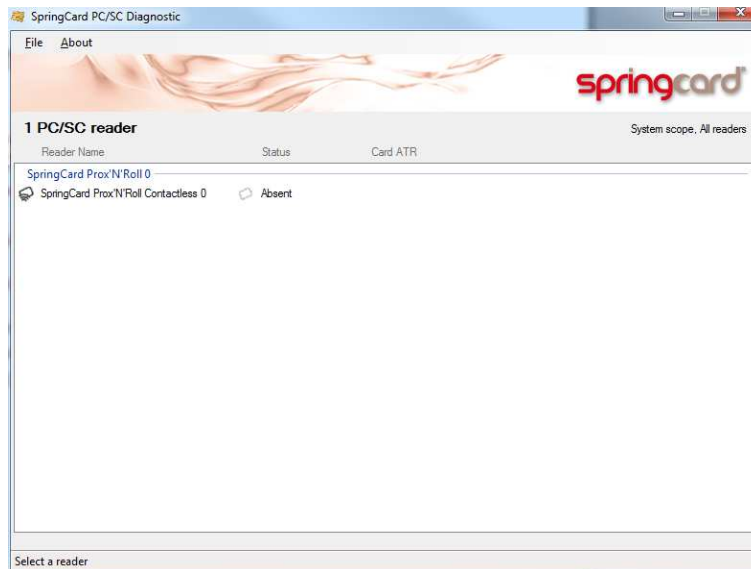 SpringCard PC/SC Diagnostic
File About
springcard
1 PC/SC reader
System scope, All readers
Reader Name Status Card ATR
SpringCard Prox'N'Roll 0
SpringCard Prox'N'Roll Contactless 0 Absent
Select a reader